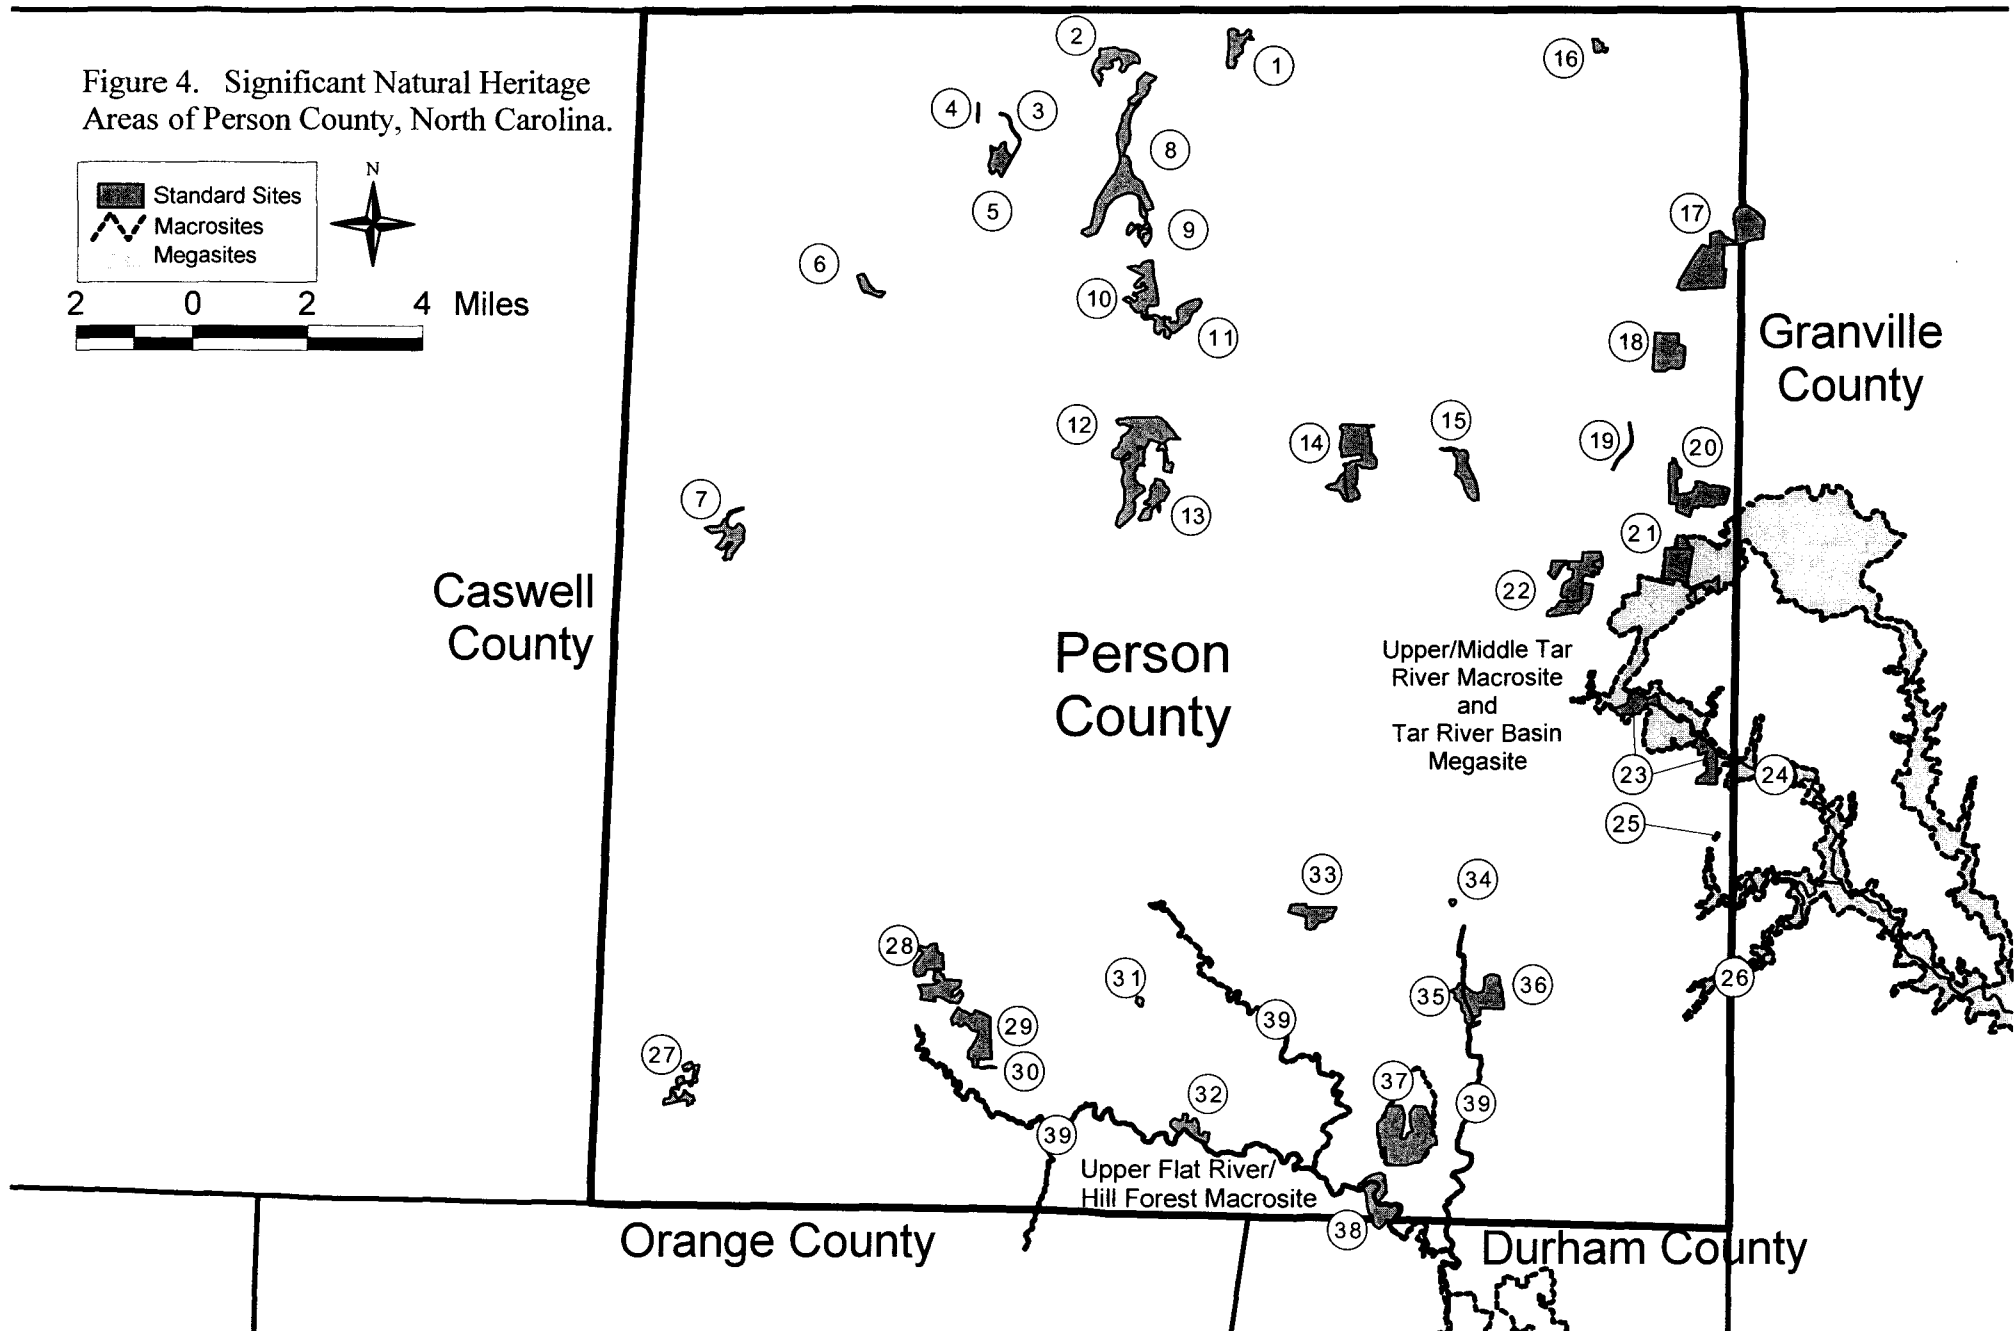 Figure 4. Significant Natural Heritage
Areas of Person County, North Carolina.
Standard Sites
Macrosites
Megasites
N
2 0 2 4 Miles
2
1
16
4
3
8
5
9
17
6
10
11
18
Granville
County
12
14
15
19
20
7
13
21
22
Caswell
County
Person
County
Upper/Middle Tar
River Macrosite
and
Tar River Basin
Megasite
23
24
25
33
34
28
31
35
36
26
39
29
30
27
37
32
39
39
Upper Flat River/
Hill Forest Macrosite
38
Orange County
Durham County